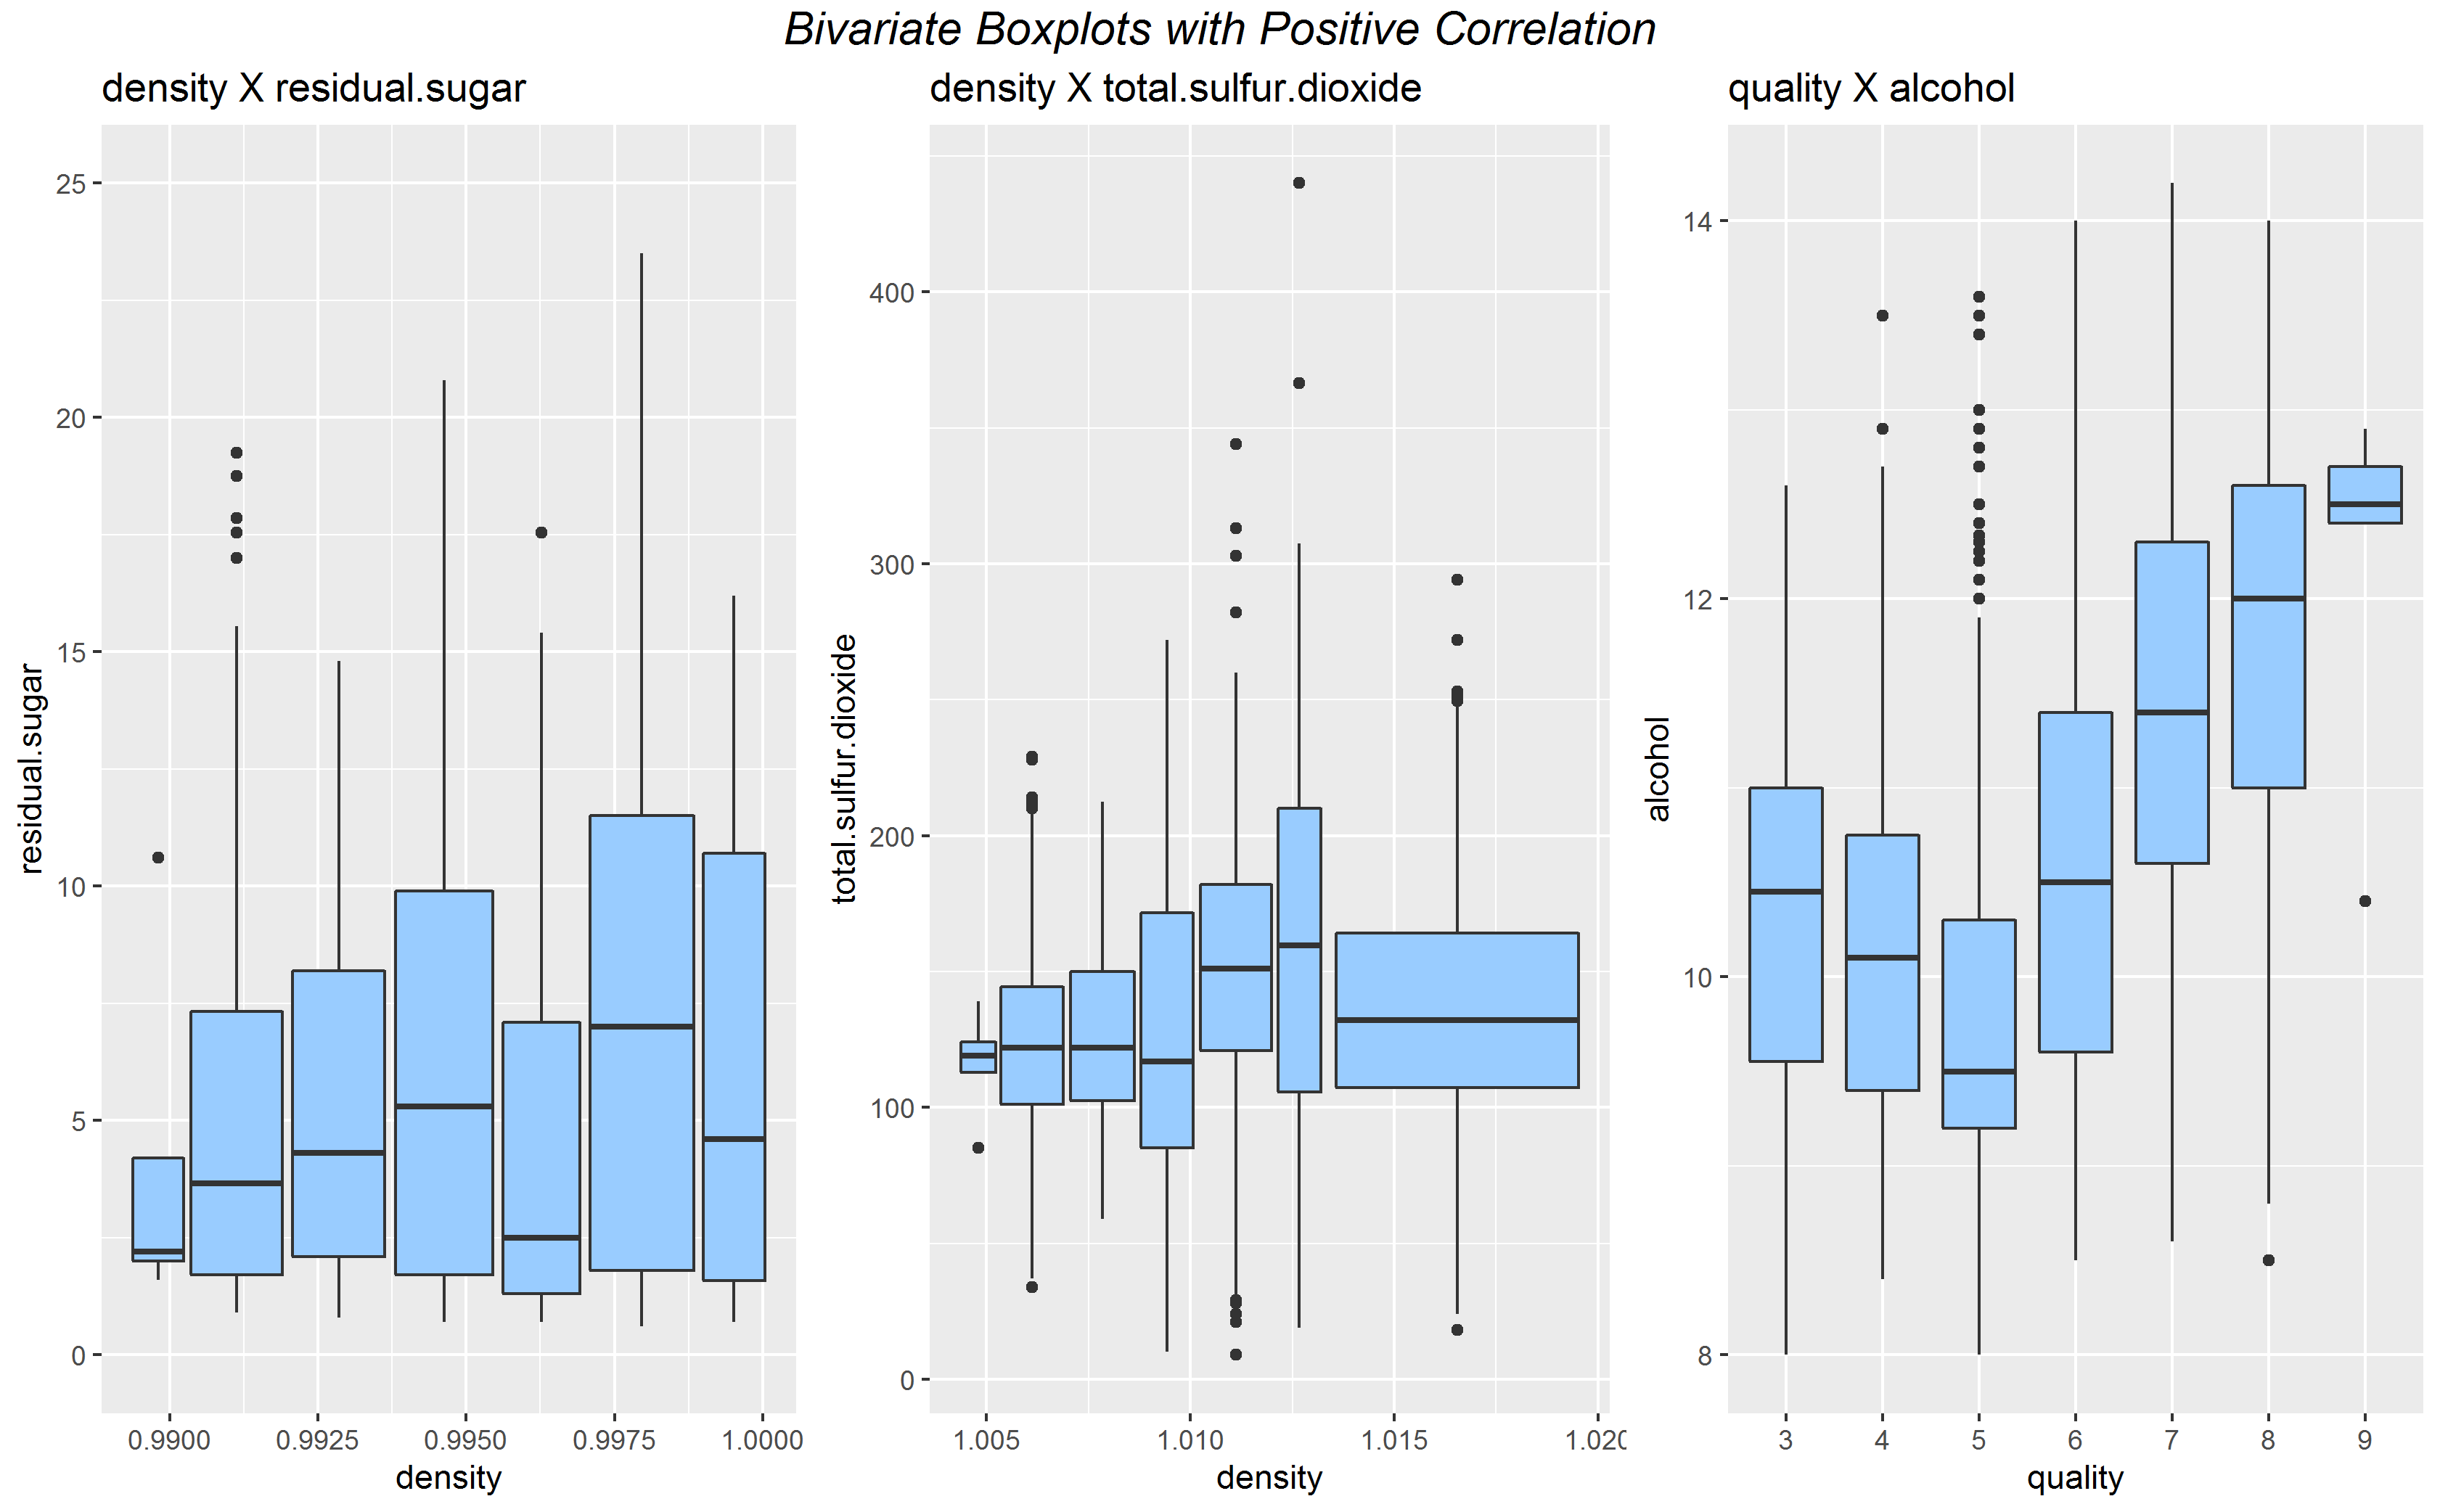 Bivariate Boxplots with Positive Correlation
density X residual.sugar
residual.sugar
25
20
15
10
5
0
0.9900 0.9925 0.9950 0.9975 1.0000
density
density X total.sulfur.dioxide
total.sulfur.dioxide
400
300
200
100
0
1.005 1.010 1.015 1.020
density
quality X alcohol
alcohol
14
12
10
8
3 4 5 6 7 8 9
quality